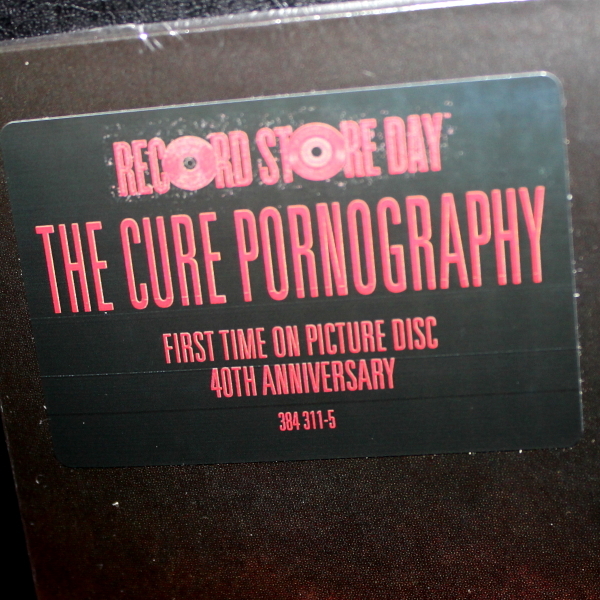 RECORD STORE DAY
THE CURE PORNOGRAPHY
FIRST TIME ON PICTURE DISC
40TH ANNIVERSARY
384 311-5